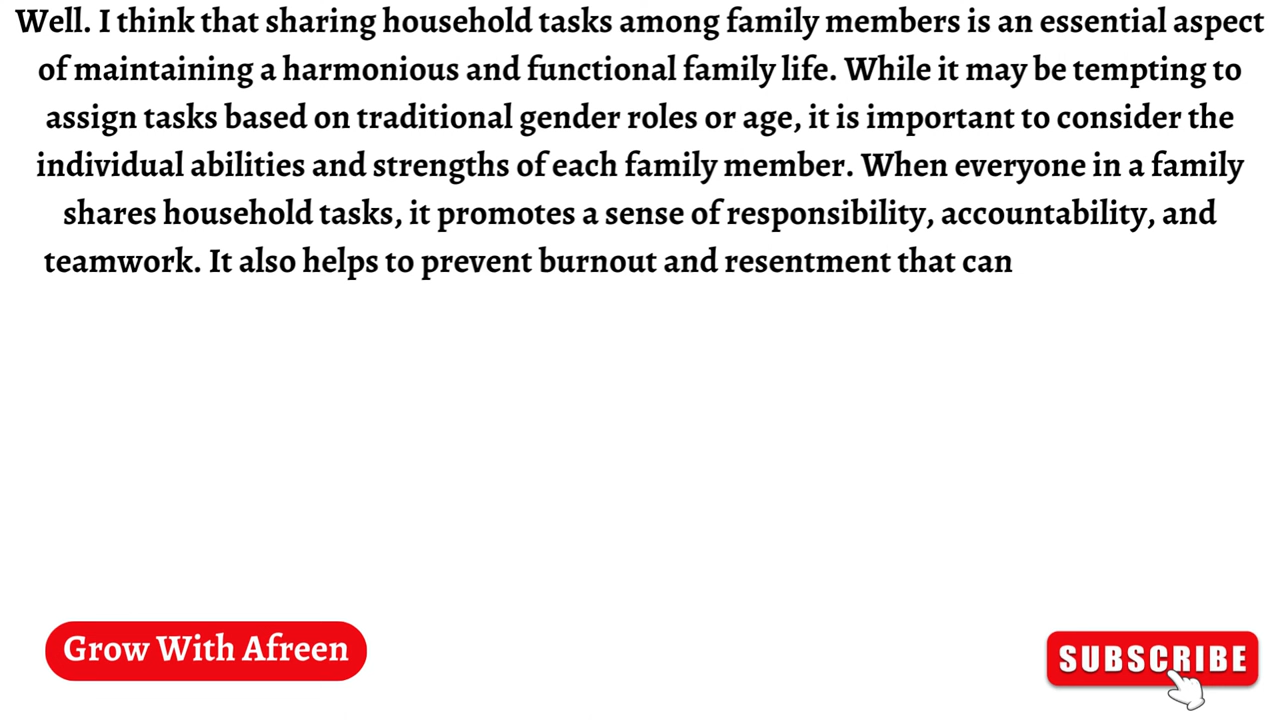 Well. I think that sharing household tasks among family members is an essential aspect
of maintaining a harmonious and functional family life. While it may be tempting to
assign tasks based on traditional gender roles or age, it is important to consider the
individual abilities and strengths of each family member. When everyone in a family
shares household tasks, it promotes a sense of responsibility, accountability, and
teamwork. It also helps to prevent burnout and resentment that can
Grow With Afreen
SUBSCRIBE